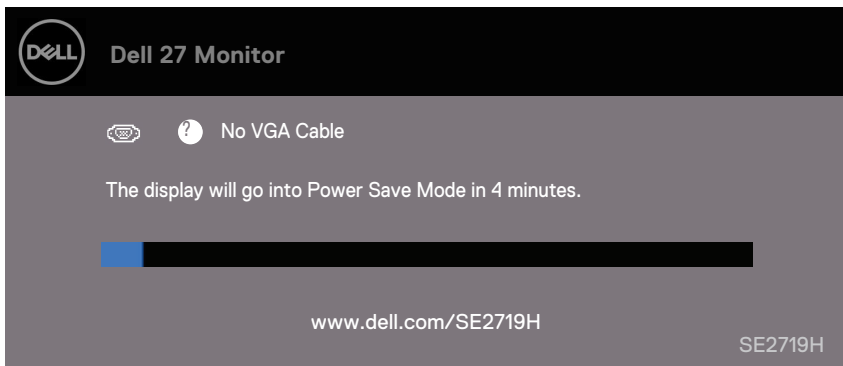 DELL
Dell 27 Monitor
? No VGA Cable
The display will go into Power Save Mode in 4 minutes.
www.dell.com/SE2719H
SE2719H